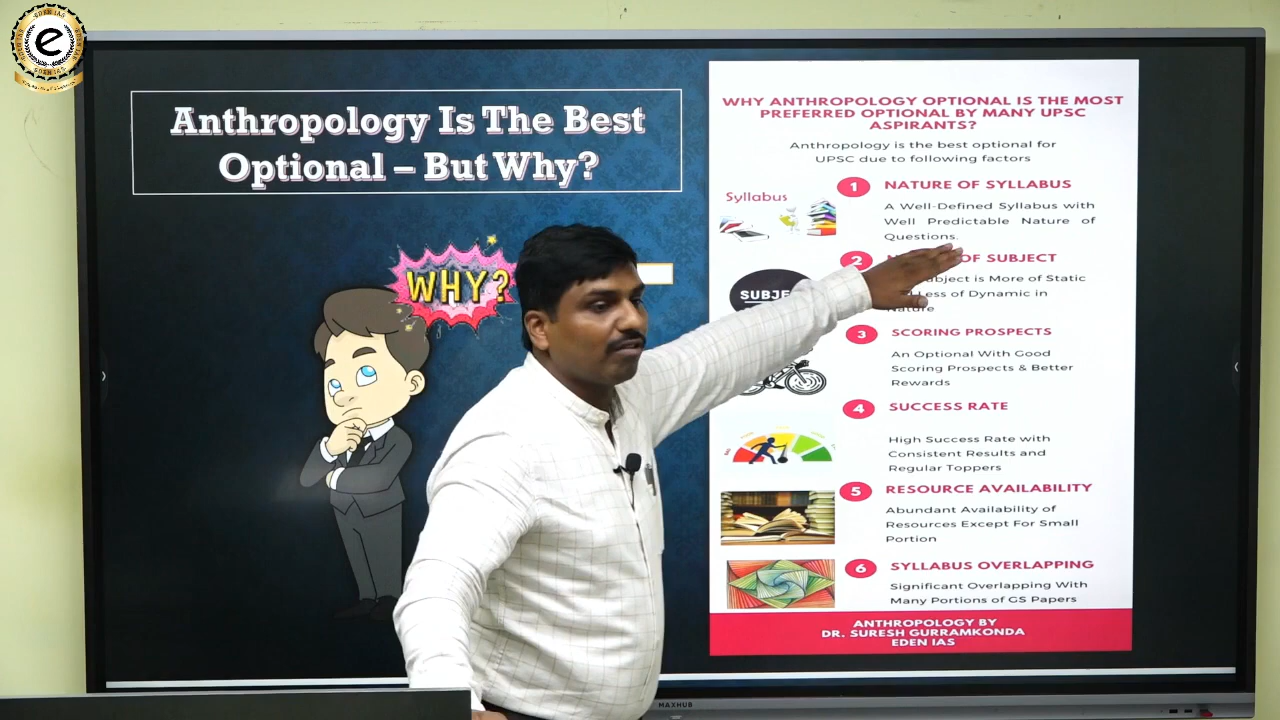 e
EDEN IAS
Anthropology Is The Best
Optional – But Why?
WHY?
WHY ANTHROPOLOGY OPTIONAL IS THE MOST
PREFERRED OPTIONAL BY MANY UPSC
ASPIRANTS?
Anthropology is the best optional for
UPSC due to following factors
Syllabus
1 NATURE OF SYLLABUS
A Well-Defined Syllabus with
Well Predictable Nature of
Questions.
2 OF SUBJECT
is More of Static
Less of Dynamic in
Nature
3 SCORING PROSPECTS
An Optional With Good
Scoring Prospects & Better
Rewards
4 SUCCESS RATE
High Success Rate with
Consistent Results and
Regular Toppers
5 RESOURCE AVAILABILITY
Abundant Availability of
Resources Except For Small
Portion
6 SYLLABUS OVERLAPPING
Significant Overlapping With
Many Portions of GS Papers
ANTHROPOLOGY BY
DR. SURESH GURRAMKONDA
EDEN IAS
MAXHUB